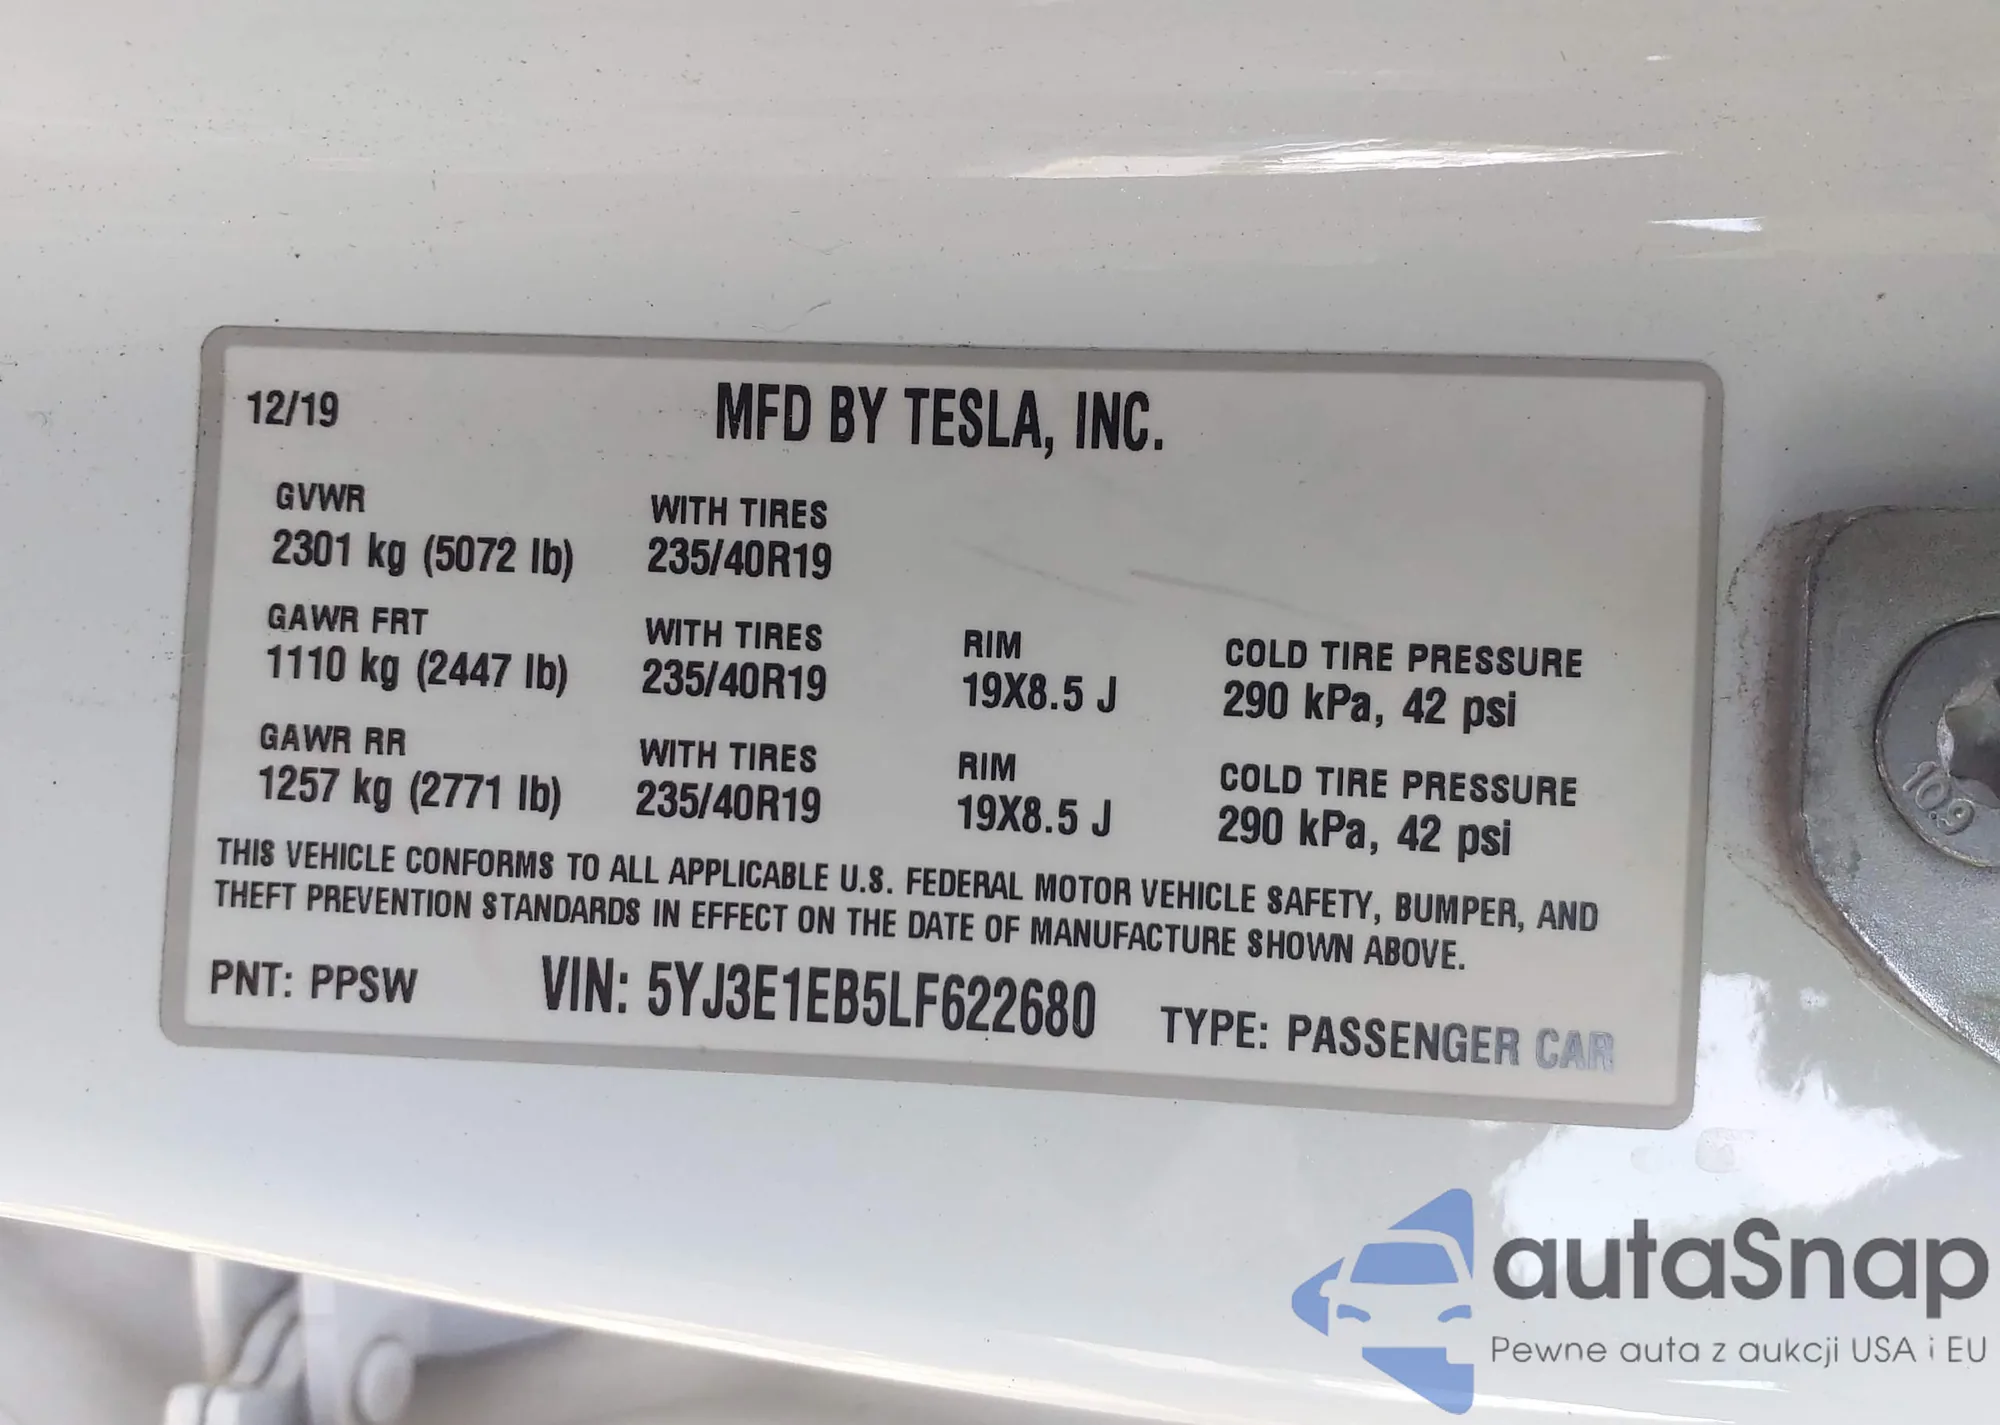 12/19 MFD BY TESLA, INC.
GVWR WITH TIRES
2301 kg (5072 lb) 235/40R19
GAWR FRT WITH TIRES RIM COLD TIRE PRESSURE
1110 kg (2447 lb) 235/40R19 19X8.5 J 290 kPa, 42 psi
GAWR RR WITH TIRES RIM COLD TIRE PRESSURE
1257 kg (2771 lb) 235/40R19 19X8.5 J 290 kPa, 42 psi
THIS VEHICLE CONFORMS TO ALL APPLICABLE U.S. FEDERAL MOTOR VEHICLE SAFETY, BUMPER, AND
THEFT PREVENTION STANDARDS IN EFFECT ON THE DATE OF MANUFACTURE SHOWN ABOVE.
PNT: PPSW VIN: 5YJ3E1EB5LF622680 TYPE: PASSENGER CAR
10.9
autaSnap
Pewne auta z aukcji USA i EU